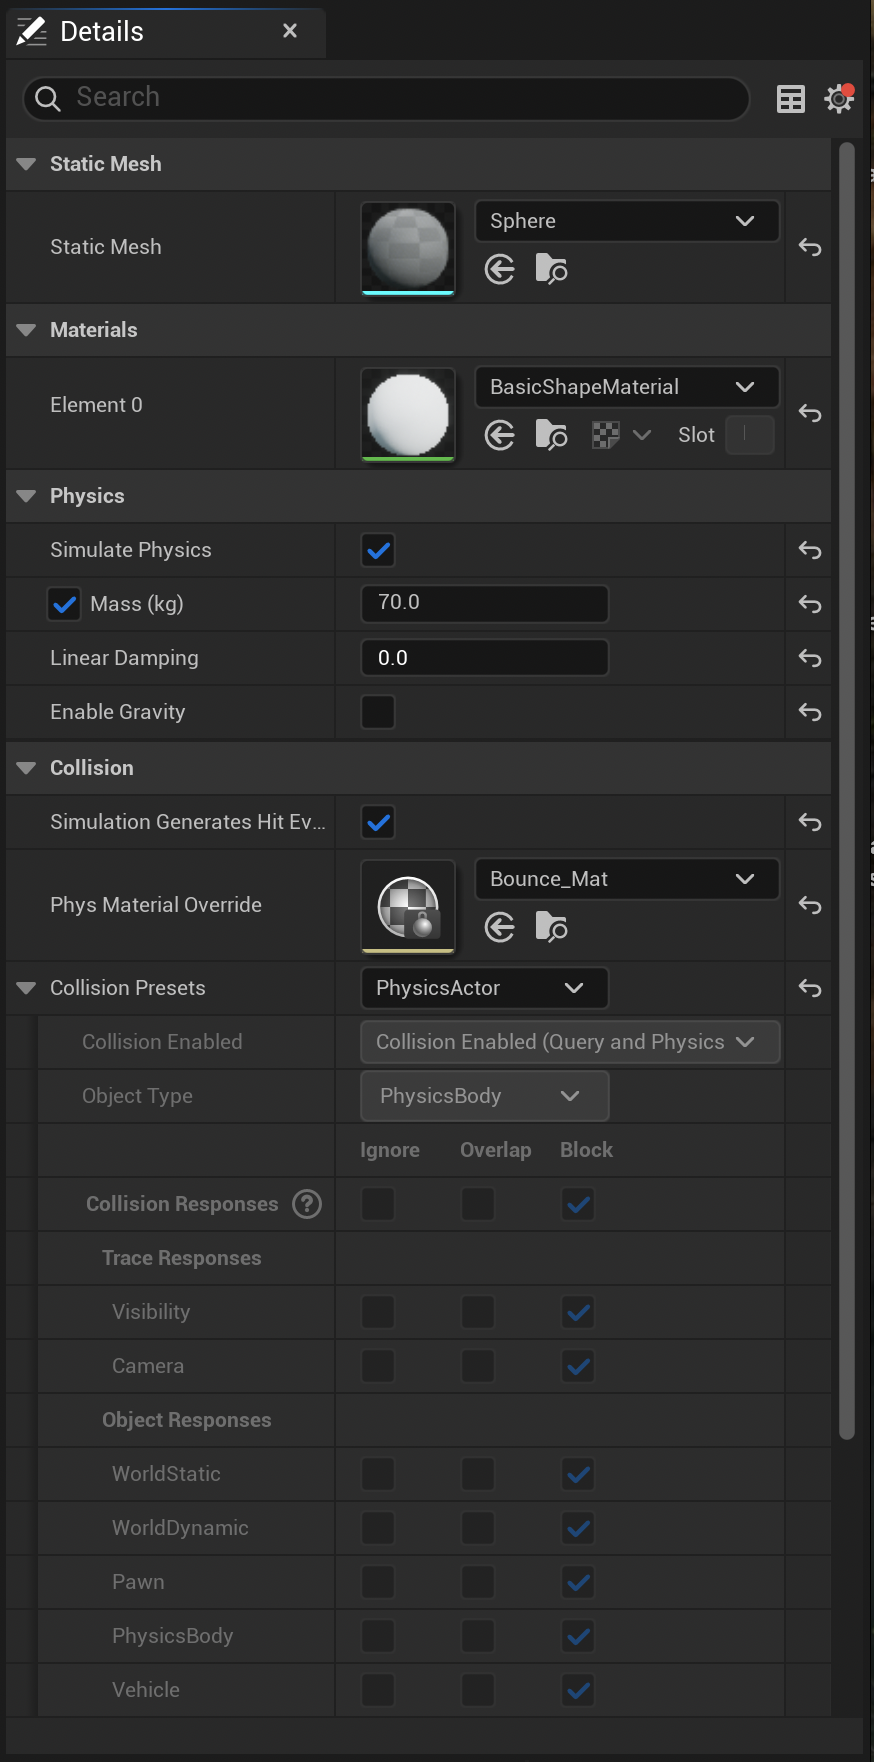 Details
Search
Static Mesh
Static Mesh
Sphere
Materials
Element 0
BasicShapeMaterial
Slot
Physics
Simulate Physics
Mass (kg)
70.0
Linear Damping
0.0
Enable Gravity
Collision
Simulation Generates Hit Ev...
Phys Material Override
Bounce_Mat
Collision Presets
PhysicsActor
Collision Enabled
Collision Enabled (Query and Physics
Object Type
PhysicsBody
Ignore Overlap Block
Collision Responses ?
Trace Responses
Visibility
Camera
Object Responses
WorldStatic
WorldDynamic
Pawn
PhysicsBody
Vehicle